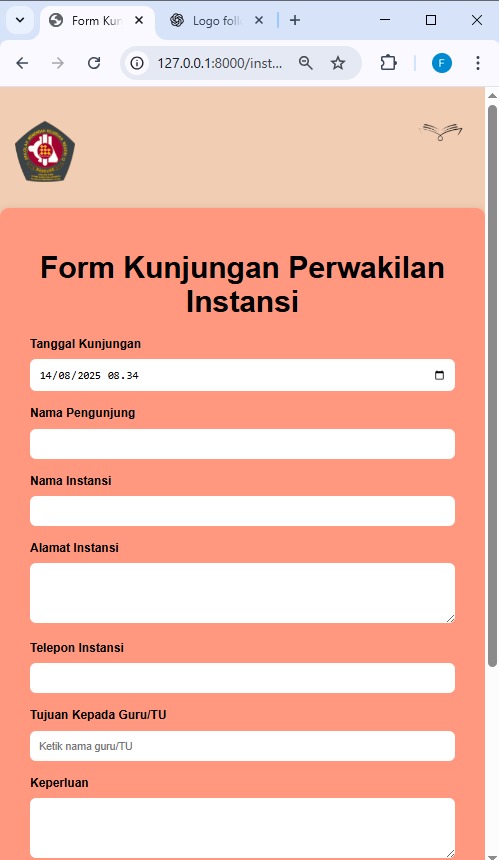 Form Kun
Logo foll
127.0.0.1:8000/inst...
F
Form Kunjungan Perwakilan
Instansi
Tanggal Kunjungan
14/08/2025 08.34
Nama Pengunjung
Nama Instansi
Alamat Instansi
Telepon Instansi
Tujuan Kepada Guru/TU
Ketik nama guru/TU
Keperluan